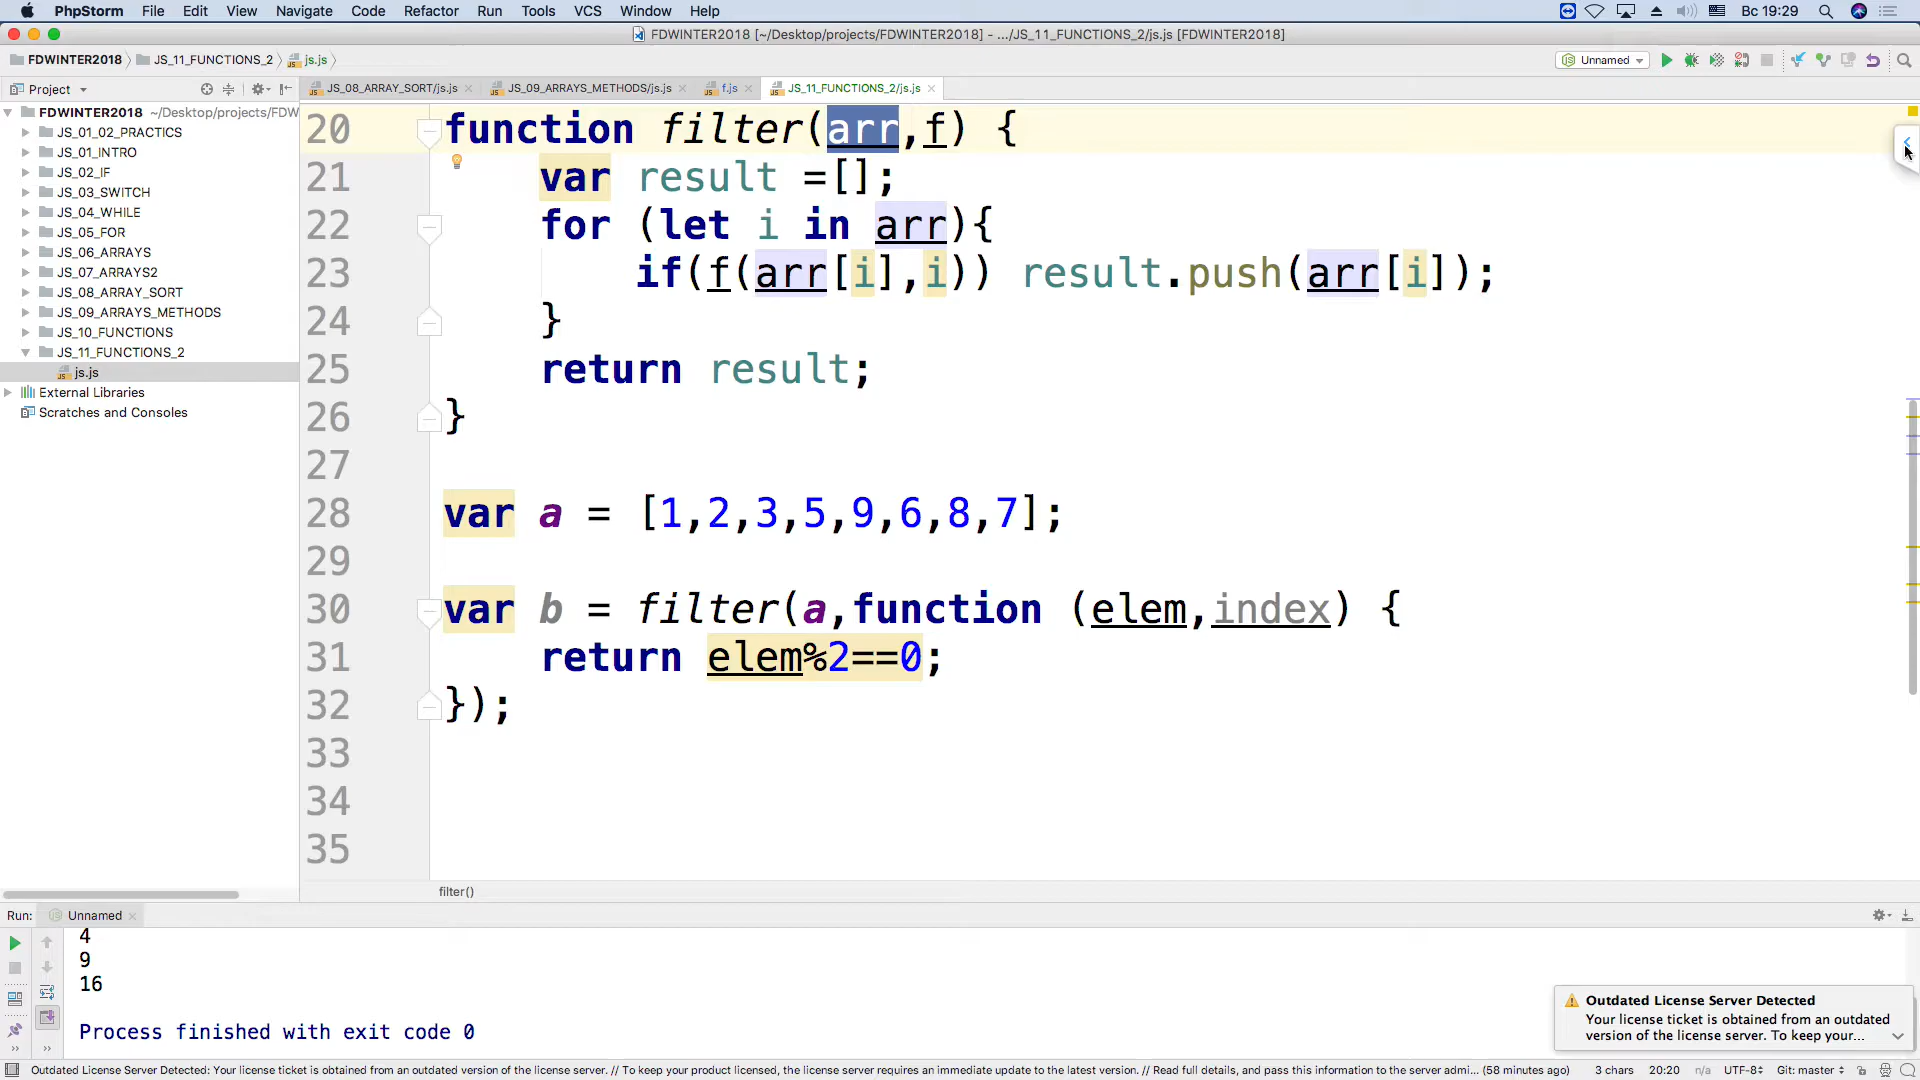 PhpStorm File Edit View Navigate Code Refactor Run Tools VCS Window Help Вс 19:29
FDWINTER2018 [~/Desktop/projects/FDWINTER2018] - .../JS_11_FUNCTIONS_2/js.js [FDWINTER2018]
FDWINTER2018 JS_11_FUNCTIONS_2 js.js Unnamed
Project JS_08_ARRAY_SORT/js.js JS_09_ARRAYS_METHODS/js.js f.js JS_11_FUNCTIONS_2/js.js
FDWINTER2018 ~/Desktop/projects/FDW
JS_01_02_PRACTICS
JS_01_INTRO
JS_02_IF
JS_03_SWITCH
JS_04_WHILE
JS_05_FOR
JS_06_ARRAYS
JS_07_ARRAYS2
JS_08_ARRAY_SORT
JS_09_ARRAYS_METHODS
JS_10_FUNCTIONS
JS_11_FUNCTIONS_2
js.js
External Libraries
Scratches and Consoles
20 function filter(arr,f) {
21 var result =[];
22 for (let i in arr){
23 if(f(arr[i],i)) result.push(arr[i]);
24 }
25 return result;
26 }
27
28 var a = [1,2,3,5,9,6,8,7];
29
30 var b = filter(a,function (elem,index) {
31 return elem%2==0;
32 });
33
34
35
filter()
Run: Unnamed
4
9
16
Process finished with exit code 0
Outdated License Server Detected
Your license ticket is obtained from an outdated
version of the license server. To keep your...
Outdated License Server Detected: Your license ticket is obtained from an outdated version of the license server. // To keep your product licensed, the license server requires an immediate update to the latest version. // Read full details, and pass this information to the server admi... (58 minutes ago) 3 chars 20:20 n/a UTF-8 Git: master